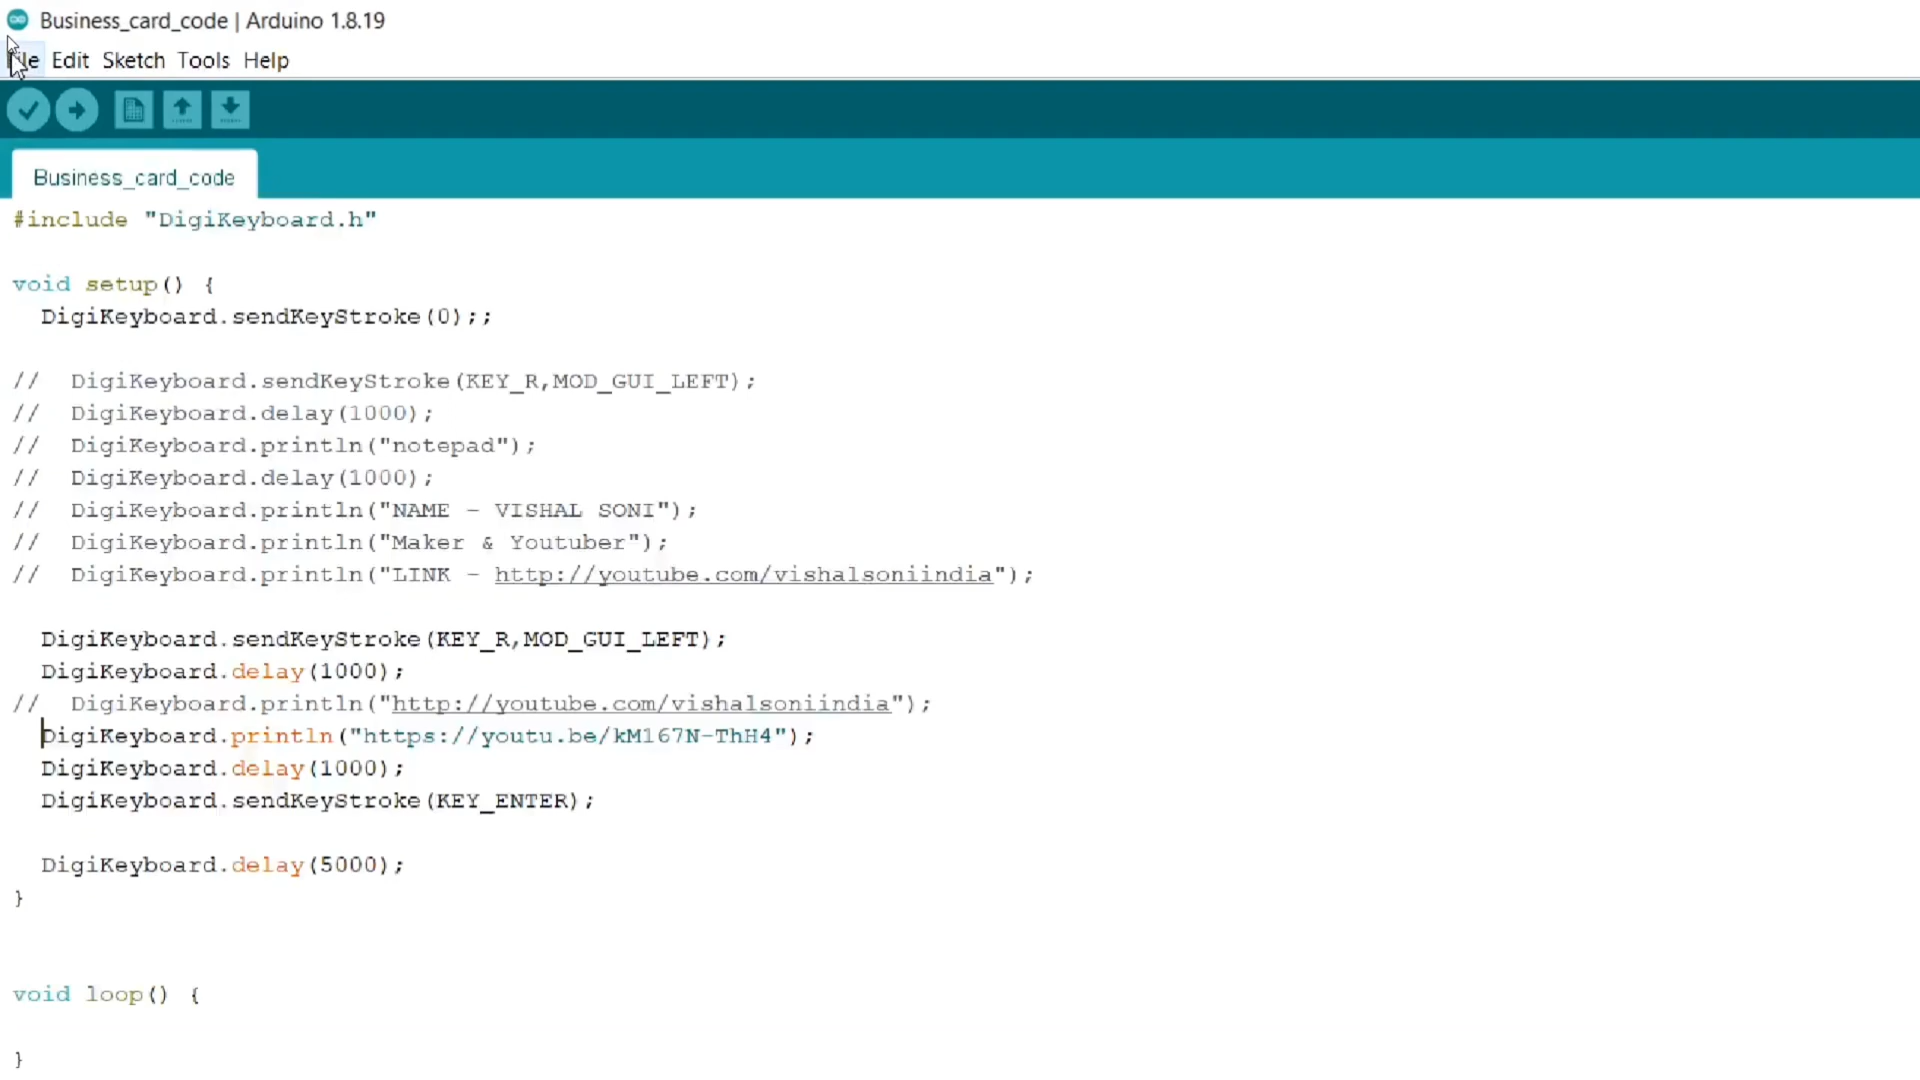 Business_card_code | Arduino 1.8.19
File Edit Sketch Tools Help
Business_card_code
#include "DigiKeyboard.h"
void setup() {
DigiKeyboard.sendKeyStroke(0);;
// DigiKeyboard.sendKeyStroke(KEY_R,MOD_GUI_LEFT);
// DigiKeyboard.delay(1000);
// DigiKeyboard.println("notepad");
// DigiKeyboard.delay(1000);
// DigiKeyboard.println("NAME - VISHAL SONI");
// DigiKeyboard.println("Maker & Youtuber");
// DigiKeyboard.println("LINK - http://youtube.com/vishalsoniindia");
DigiKeyboard.sendKeyStroke(KEY_R,MOD_GUI_LEFT);
DigiKeyboard.delay(1000);
// DigiKeyboard.println("http://youtube.com/vishalsoniindia");
DigiKeyboard.println("https://youtu.be/kM167N-ThH4");
DigiKeyboard.delay(1000);
DigiKeyboard.sendKeyStroke(KEY_ENTER);
DigiKeyboard.delay(5000);
}
void loop() {
}